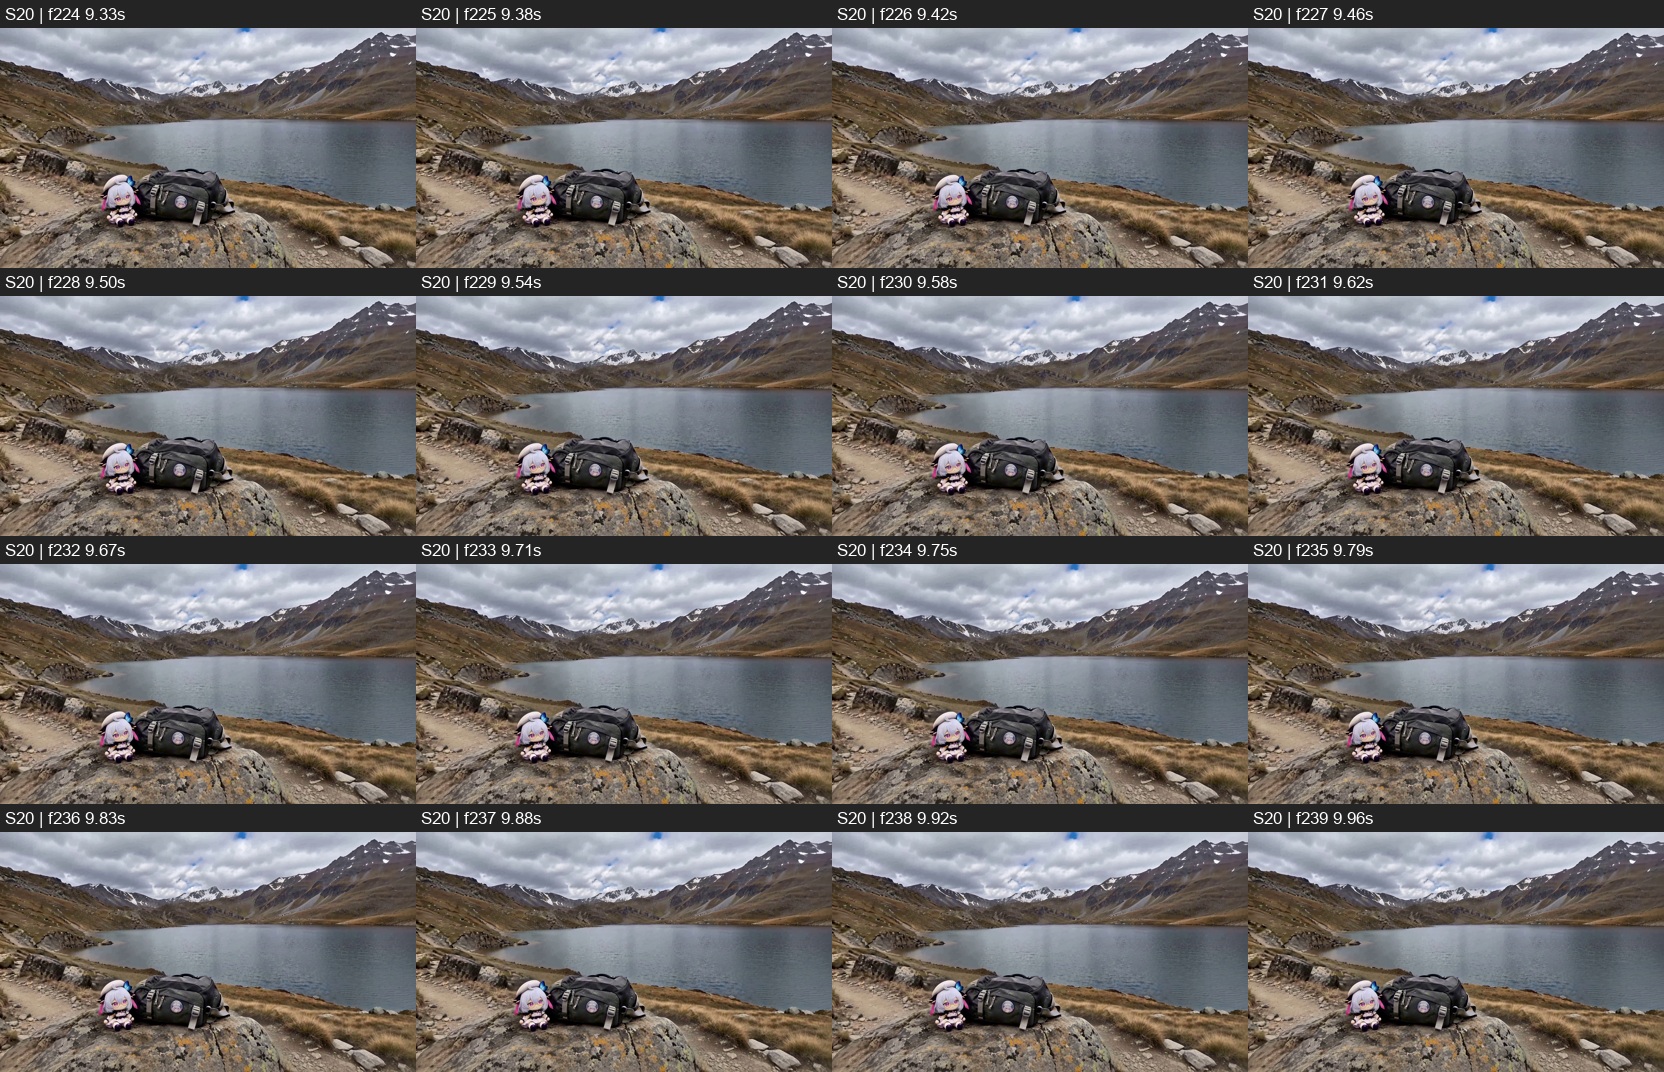 S20 | f224 9.33s
S20 | f225 9.38s
S20 | f226 9.42s
S20 | f227 9.46s
S20 | f228 9.50s
S20 | f229 9.54s
S20 | f230 9.58s
S20 | f231 9.62s
S20 | f232 9.67s
S20 | f233 9.71s
S20 | f234 9.75s
S20 | f235 9.79s
S20 | f236 9.83s
S20 | f237 9.88s
S20 | f238 9.92s
S20 | f239 9.96s